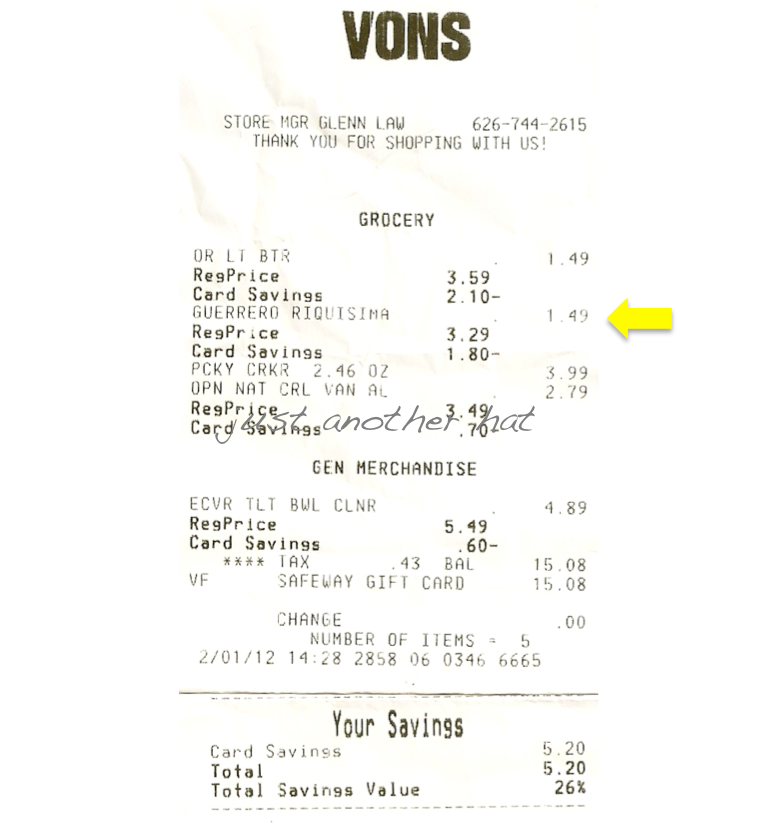 VONS
STORE MGR GLENN LAW 626-744-2615
THANK YOU FOR SHOPPING WITH US!
GROCERY
OR LT BTR . 1.49
RegPrice 3.59
Card Savings 2.10-
GUERRERO RIQUISIMA . 1.49
RegPrice 3.29
Card Savings 1.80-
PCKY CRKR 2.46 OZ 3.99
OPN NAT CRL VAN AL . 2.79
RegPrice 3.49
just another hat
Card Savings .70
GEN MERCHANDISE
ECVR TLT BWL CLNR . 4.89
RegPrice 5.49
Card Savings .60-
**** TAX .43 BAL 15.08
VF SAFEWAY GIFT CARD 15.08
CHANGE .00
NUMBER OF ITEMS = 5
2/01/12 14:28 2858 06 0346 6665
Your Savings
Card Savings 5.20
Total 5.20
Total Savings Value 26%